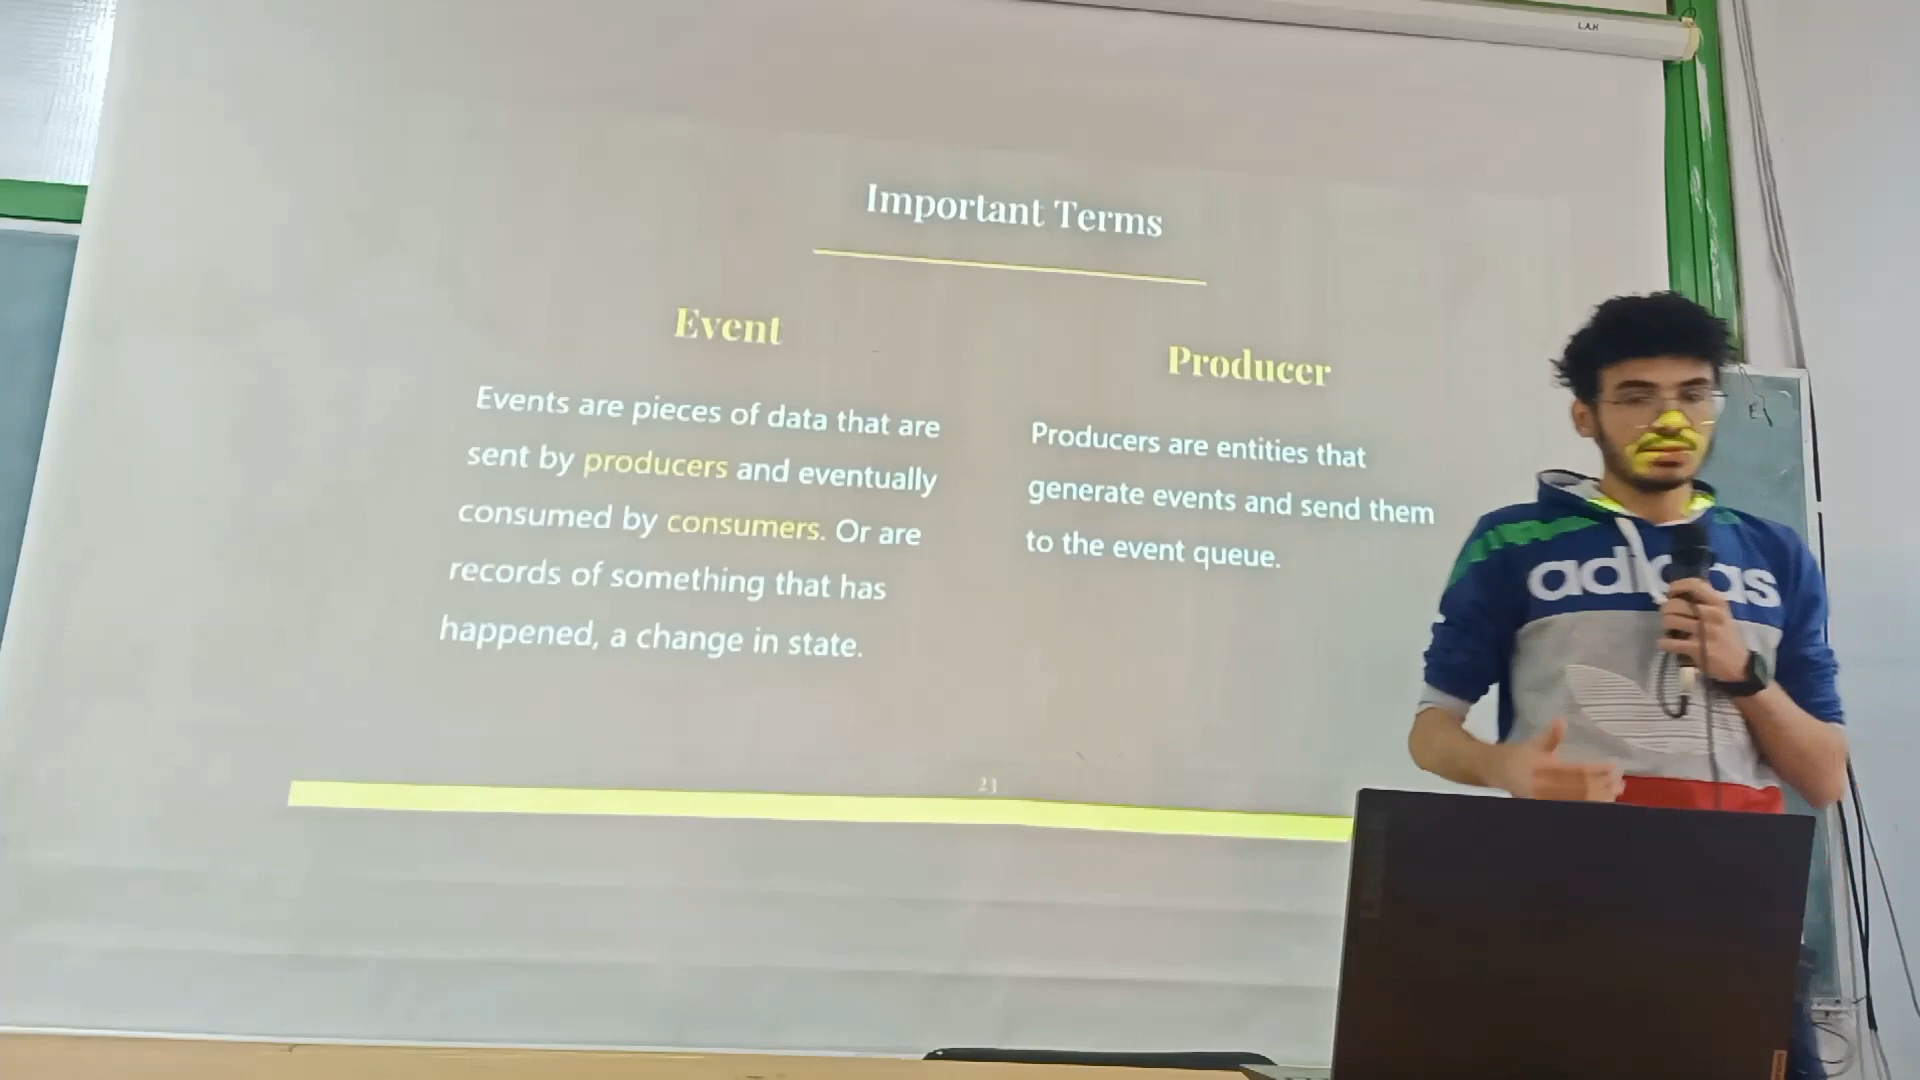 L.A.H
Important Terms
Event
Events are pieces of data that are
sent by producers and eventually
consumed by consumers. Or are
records of something that has
happened, a change in state.
Producer
Producers are entities that
generate events and send them
to the event queue.
23
adidas